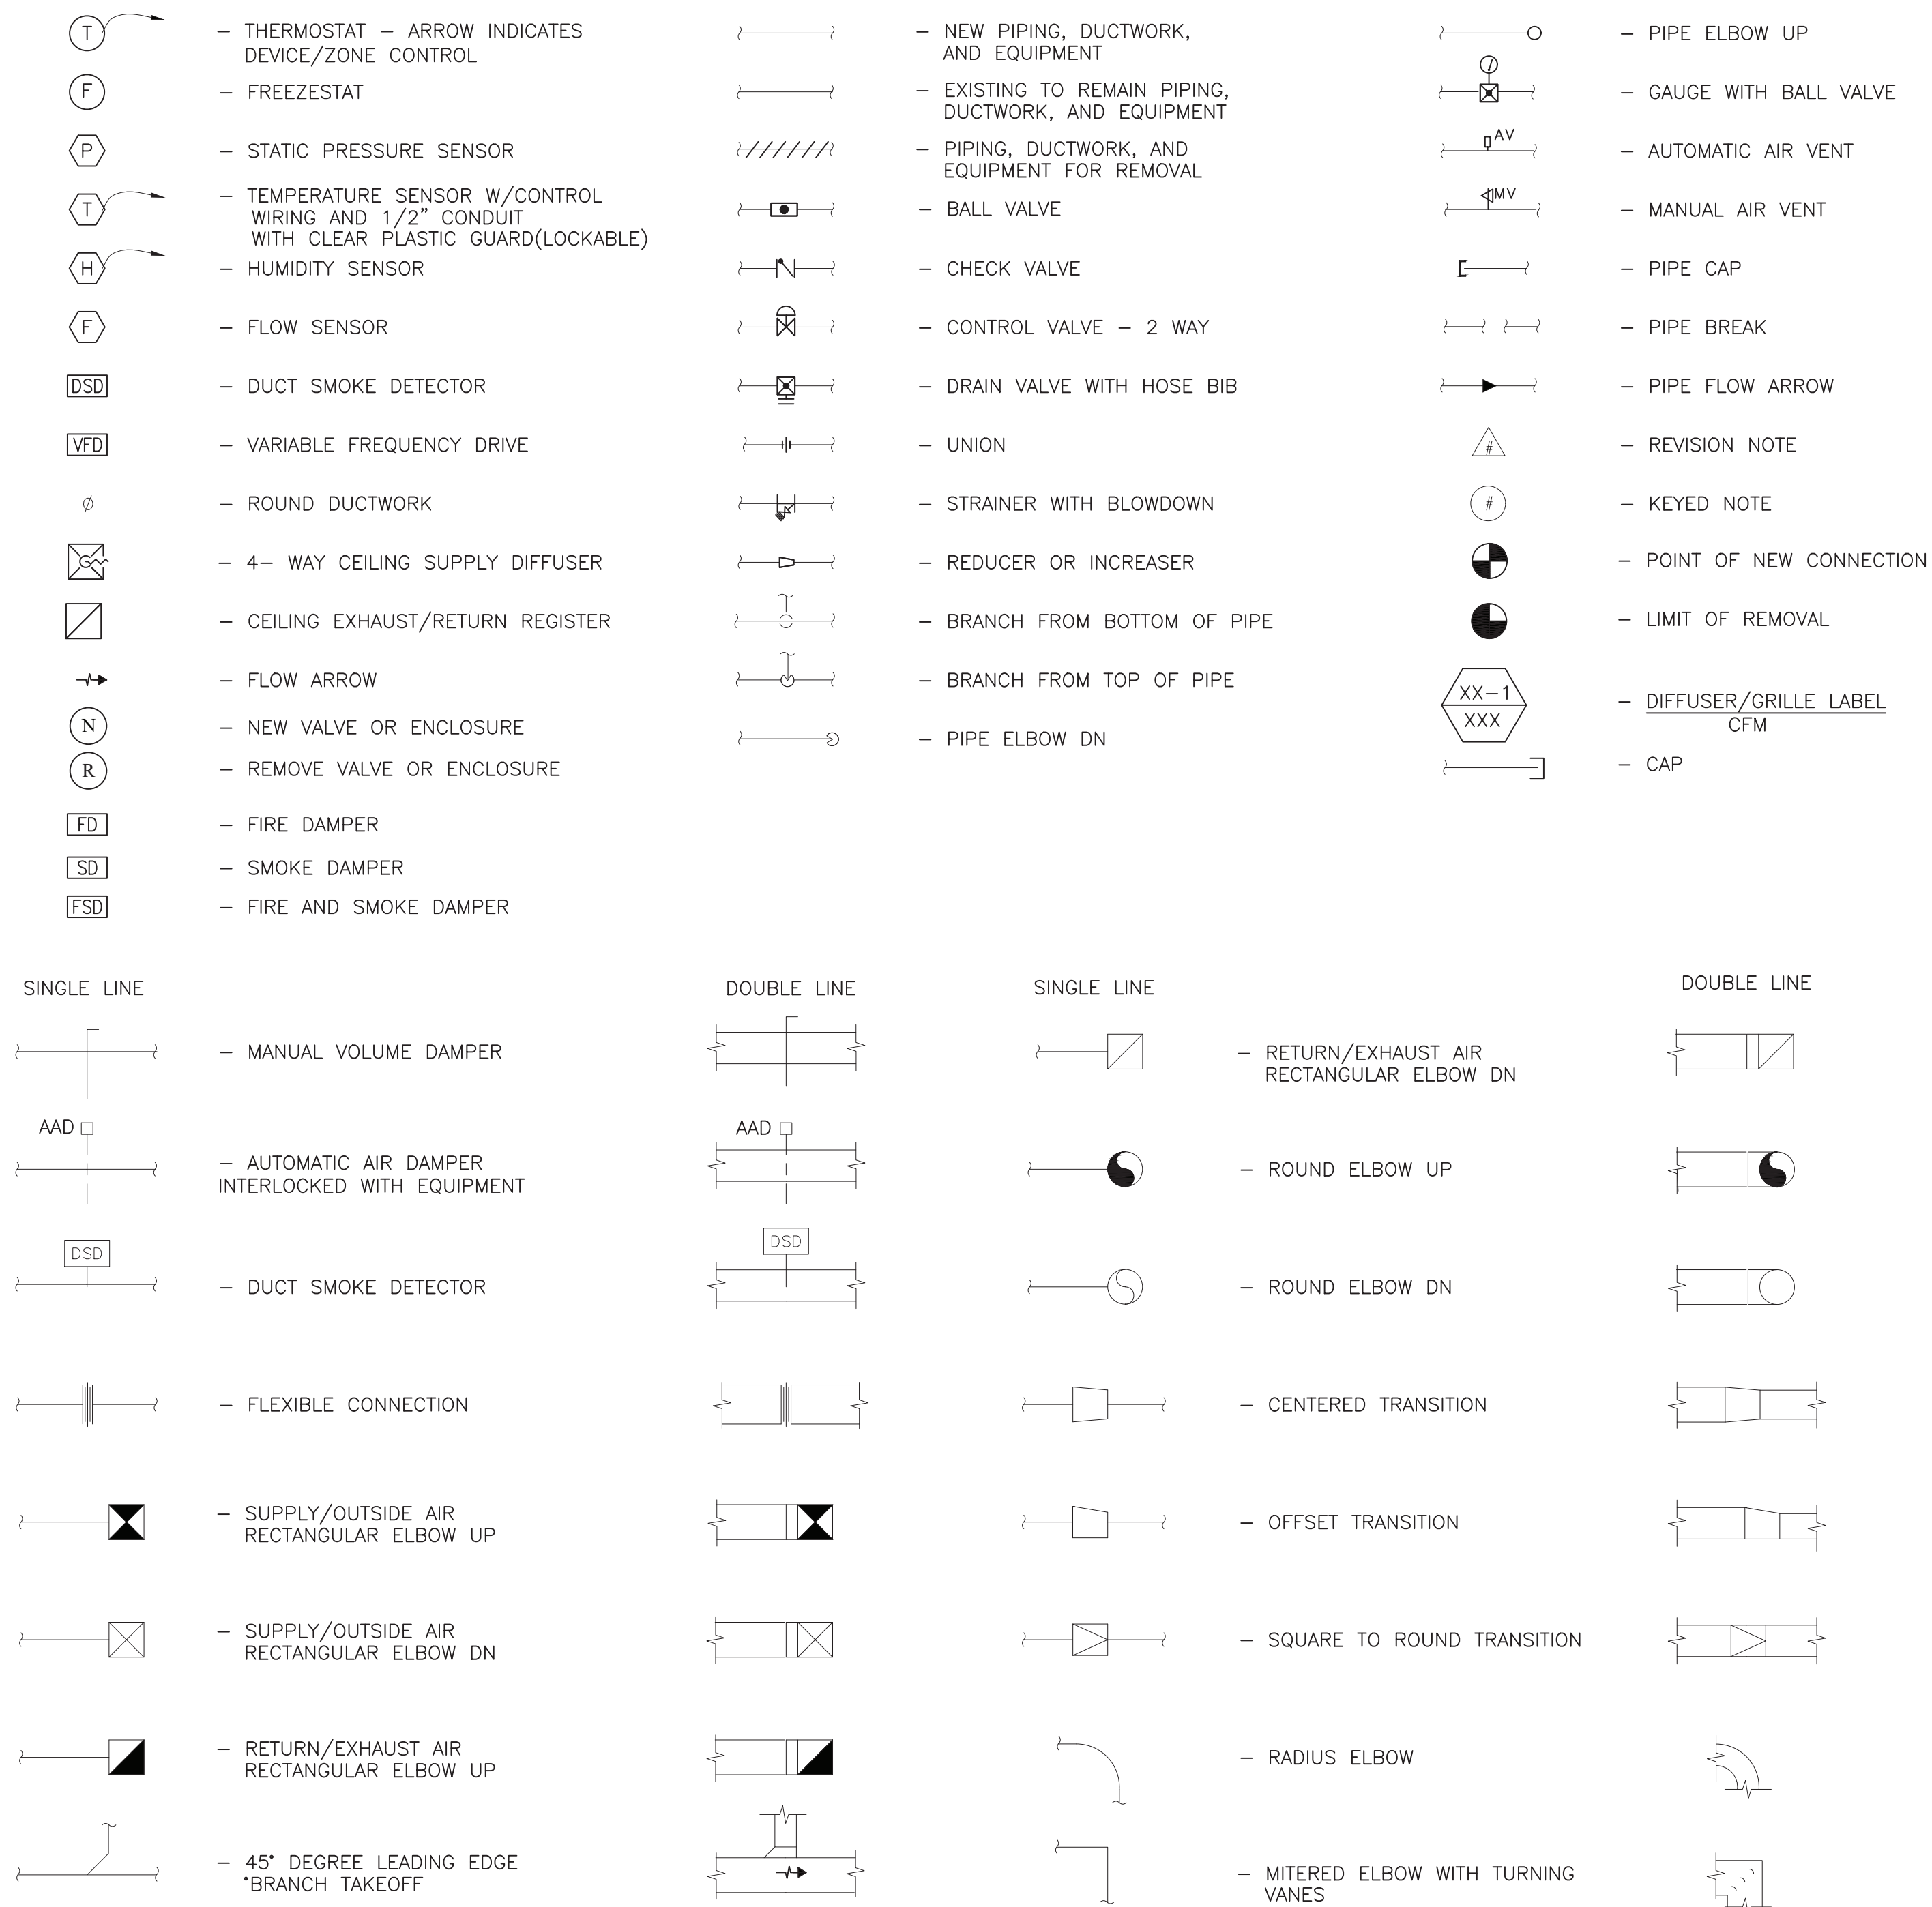 T
- THERMOSTAT - ARROW INDICATES
DEVICE/ZONE CONTROL
F
- FREEZESTAT
P
- STATIC PRESSURE SENSOR
T
- TEMPERATURE SENSOR W/CONTROL
WIRING AND 1/2" CONDUIT
WITH CLEAR PLASTIC GUARD(LOCKABLE)
H
- HUMIDITY SENSOR
F
- FLOW SENSOR
DSD
- DUCT SMOKE DETECTOR
VFD
- VARIABLE FREQUENCY DRIVE
Ø
- ROUND DUCTWORK
- 4- WAY CEILING SUPPLY DIFFUSER
- CEILING EXHAUST/RETURN REGISTER
- FLOW ARROW
N
- NEW VALVE OR ENCLOSURE
R
- REMOVE VALVE OR ENCLOSURE
FD
- FIRE DAMPER
SD
- SMOKE DAMPER
FSD
- FIRE AND SMOKE DAMPER
- NEW PIPING, DUCTWORK,
AND EQUIPMENT
- EXISTING TO REMAIN PIPING,
DUCTWORK, AND EQUIPMENT
- PIPING, DUCTWORK, AND
EQUIPMENT FOR REMOVAL
- BALL VALVE
- CHECK VALVE
- CONTROL VALVE - 2 WAY
- DRAIN VALVE WITH HOSE BIB
- UNION
- STRAINER WITH BLOWDOWN
- REDUCER OR INCREASER
- BRANCH FROM BOTTOM OF PIPE
- BRANCH FROM TOP OF PIPE
- PIPE ELBOW DN
- PIPE ELBOW UP
- GAUGE WITH BALL VALVE
AV
- AUTOMATIC AIR VENT
MV
- MANUAL AIR VENT
- PIPE CAP
- PIPE BREAK
- PIPE FLOW ARROW
#
- REVISION NOTE
#
- KEYED NOTE
- POINT OF NEW CONNECTION
- LIMIT OF REMOVAL
XX-1
XXX
- DIFFUSER/GRILLE LABEL
CFM
- CAP
SINGLE LINE
DOUBLE LINE
- MANUAL VOLUME DAMPER
AAD
- AUTOMATIC AIR DAMPER
INTERLOCKED WITH EQUIPMENT
AAD
DSD
- DUCT SMOKE DETECTOR
DSD
- FLEXIBLE CONNECTION
- SUPPLY/OUTSIDE AIR
RECTANGULAR ELBOW UP
- SUPPLY/OUTSIDE AIR
RECTANGULAR ELBOW DN
- RETURN/EXHAUST AIR
RECTANGULAR ELBOW UP
- 45° DEGREE LEADING EDGE
°BRANCH TAKEOFF
SINGLE LINE
DOUBLE LINE
- RETURN/EXHAUST AIR
RECTANGULAR ELBOW DN
- ROUND ELBOW UP
- ROUND ELBOW DN
- CENTERED TRANSITION
- OFFSET TRANSITION
- SQUARE TO ROUND TRANSITION
- RADIUS ELBOW
- MITERED ELBOW WITH TURNING
VANES